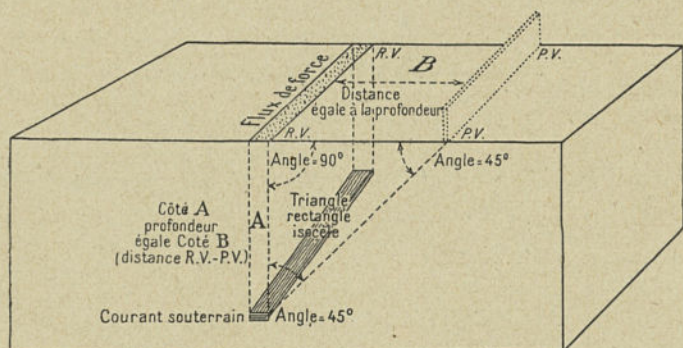 Flux de force
R.V.
B
P.V.
Distance
égale à la profondeur
R.V.
P.V.
Angle=90°
Angle=45°
Côté A
profondeur
égale Coté B
(distance R.V.-P.V.)
A
Triangle
rectangle
isocèle
Courant souterrain
Angle=45°